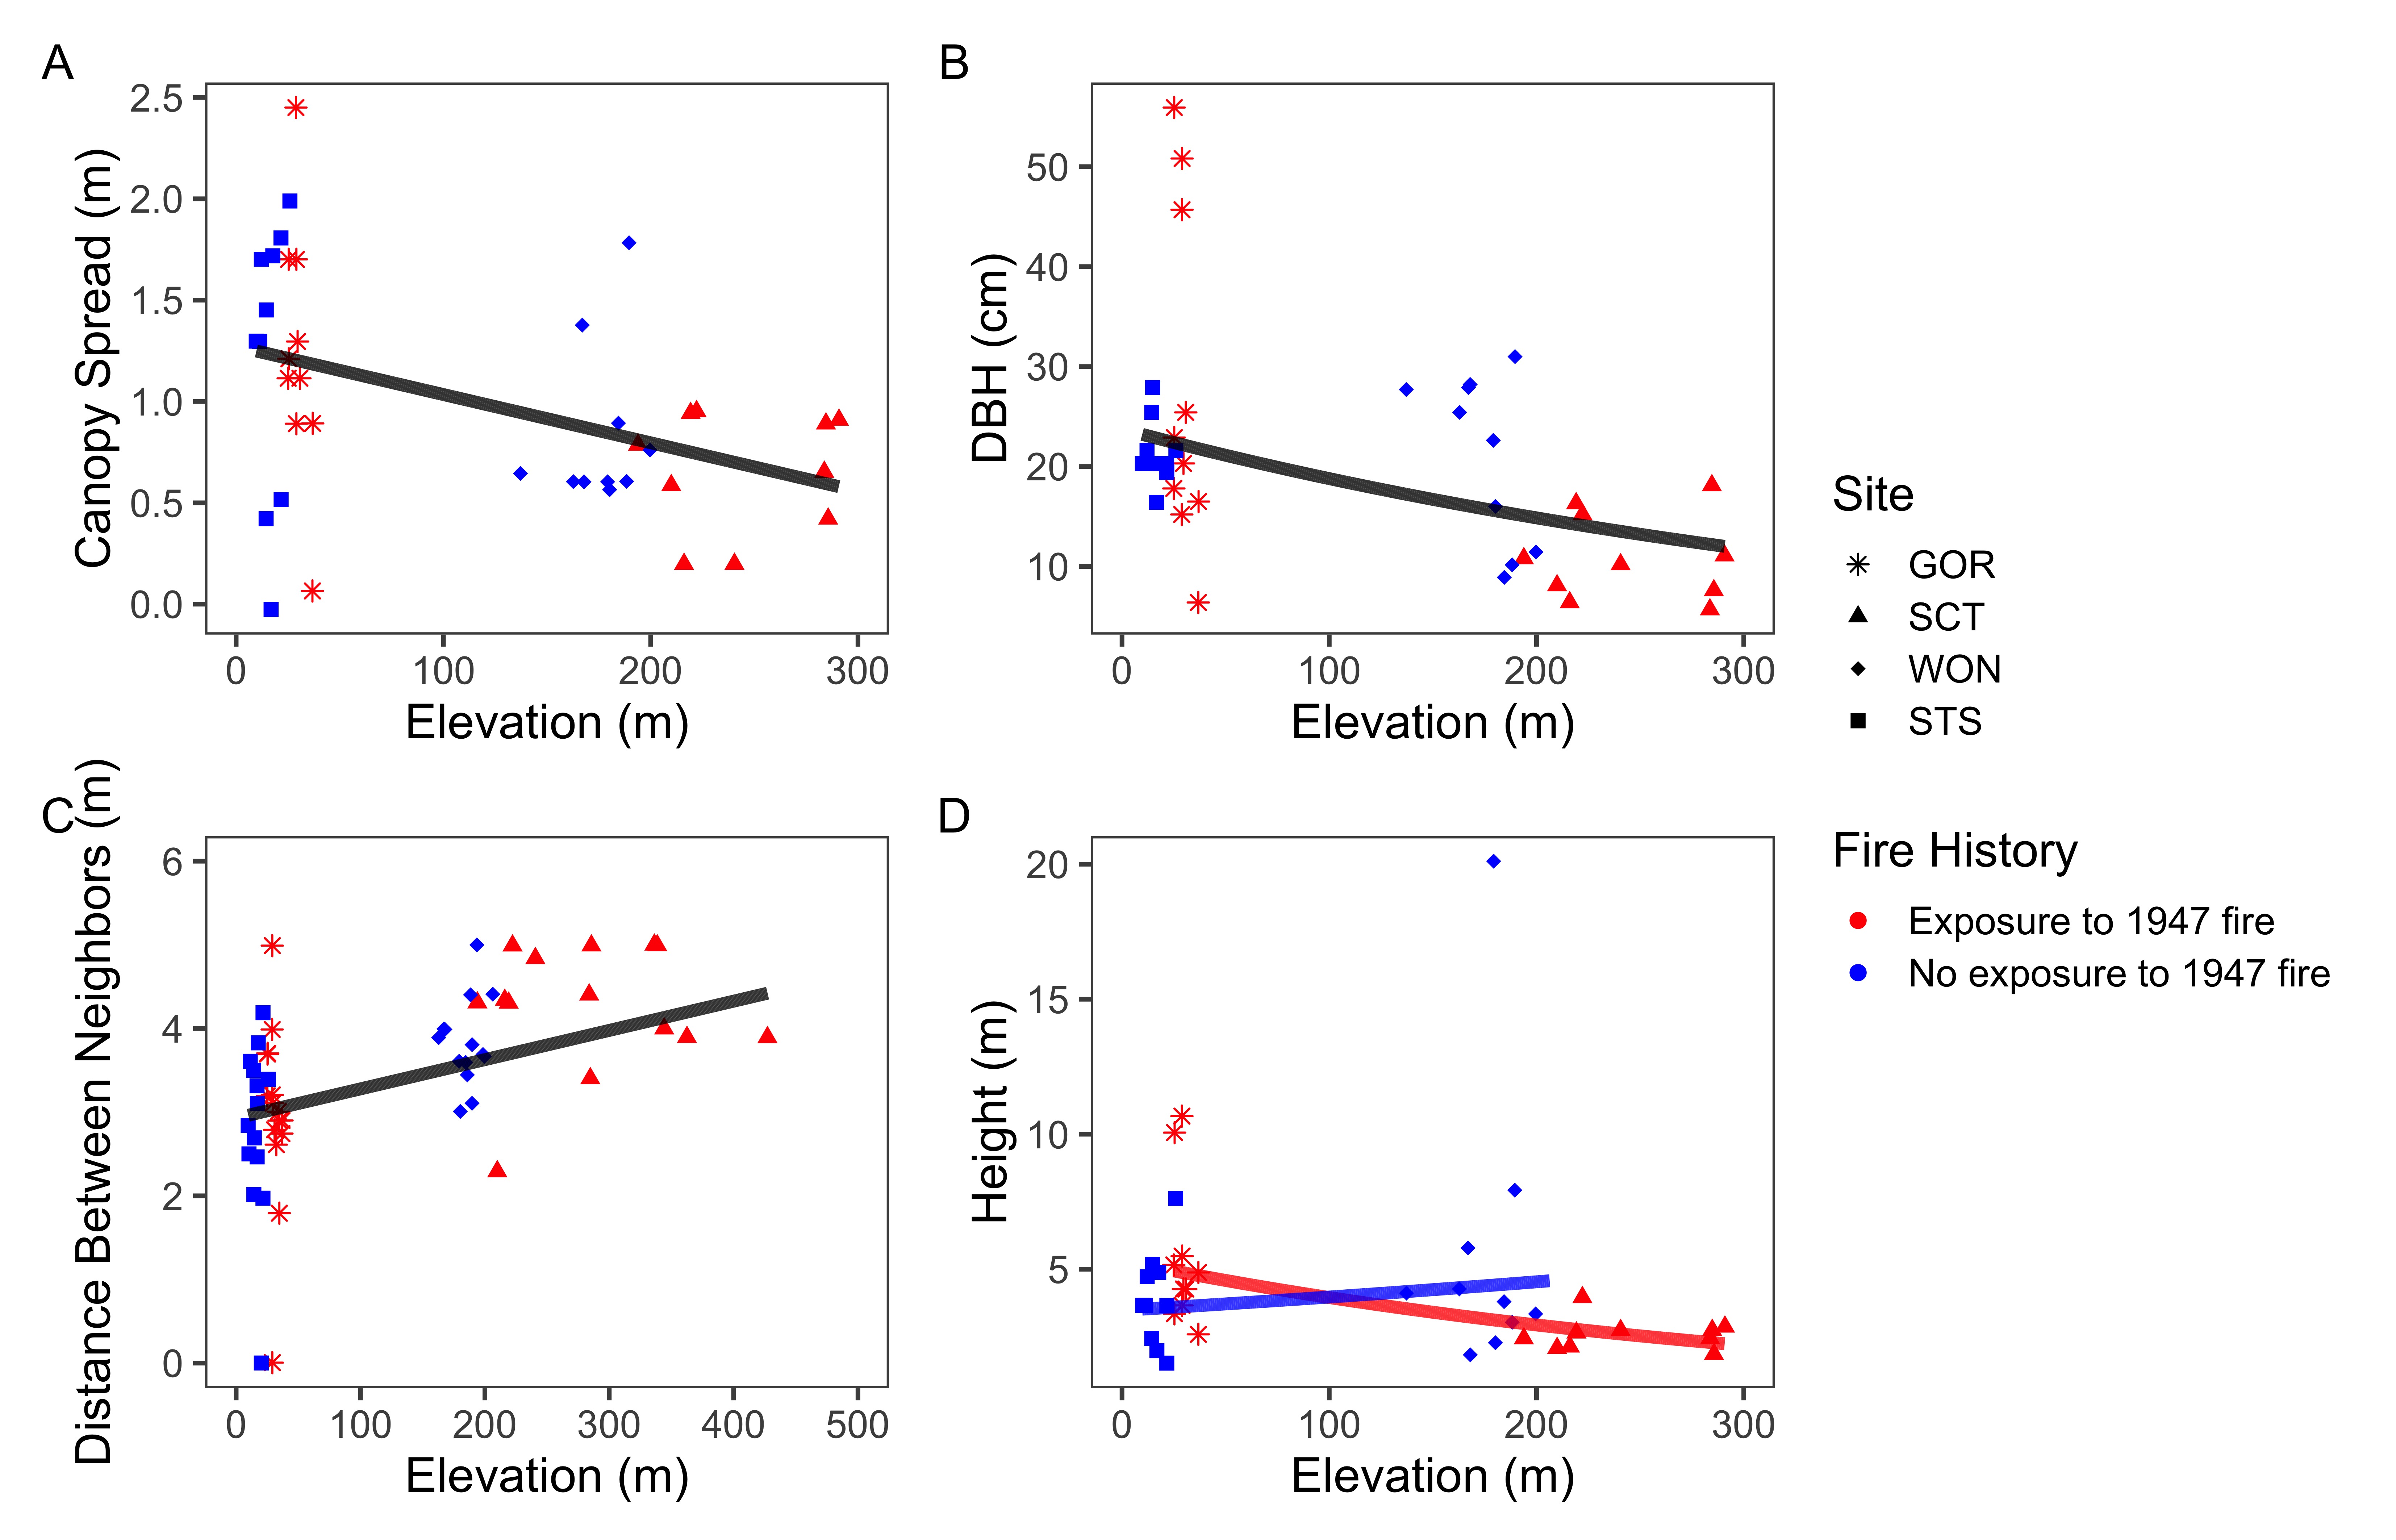 A
Canopy Spread (m)
2.5
2.0
1.5
1.0
0.5
0.0
0 100 200 300
Elevation (m)
B
DBH (cm)
50
40
30
20
10
0 100 200 300
Elevation (m)
C
Distance Between Neighbors (m)
6
4
2
0
0 100 200 300 400 500
Elevation (m)
D
Height (m)
20
15
10
5
0 100 200 300
Elevation (m)
Site
GOR
SCT
WON
STS
Fire History
Exposure to 1947 fire
No exposure to 1947 fire